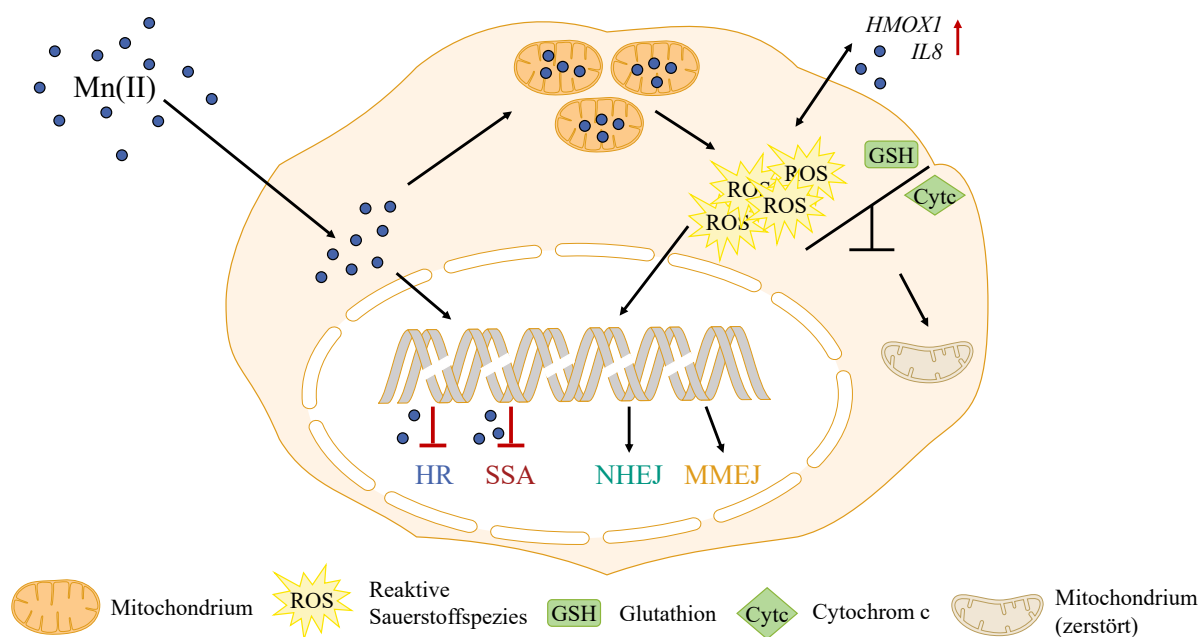 HMOX1
IL8
Mn(II)
GSH
Cytc
ROS
ROS
ROS
ROS
HR
SSA
NHEJ
MMEJ
Mitochondrium
ROS
Reaktive
Sauerstoffspezies
GSH
Glutathion
Cytc
Cytochrom c
Mitochondrium
(zerstört)